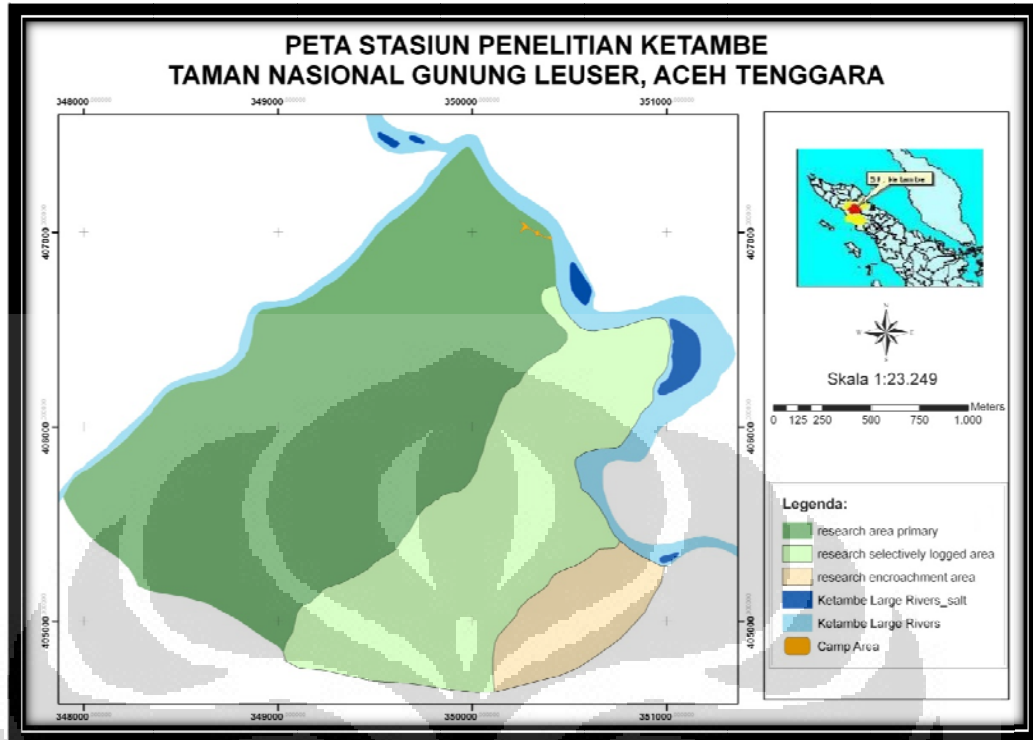 PETA STASIUN PENELITIAN KETAMBE
TAMAN NASIONAL GUNUNG LEUSER, ACEH TENGGARA
348000 349000 350000 351000
407000 407000
406000 406000
405000 405000
348000 349000 350000 351000
N
W E
S
Skala 1:23.249
Meters
0 125 250 500 750 1.000
Legenda:
research area primary
research selectively logged area
research encroachment area
Ketambe Large Rivers_salt
Ketambe Large Rivers
Camp Area